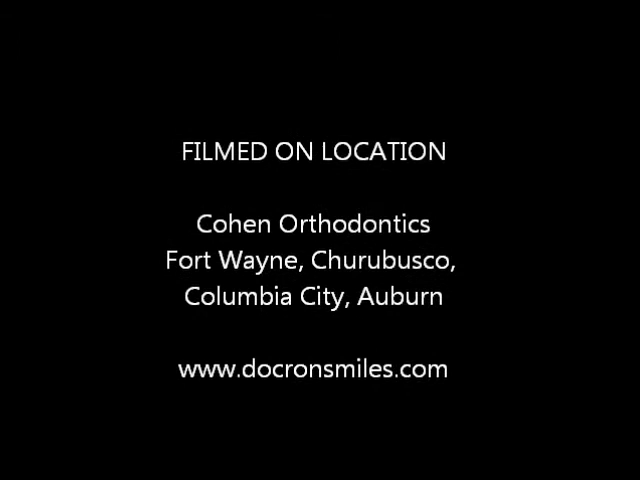 FILMED ON LOCATION
Cohen Orthodontics
Fort Wayne, Churubusco,
Columbia City, Auburn
www.docronsmiles.com